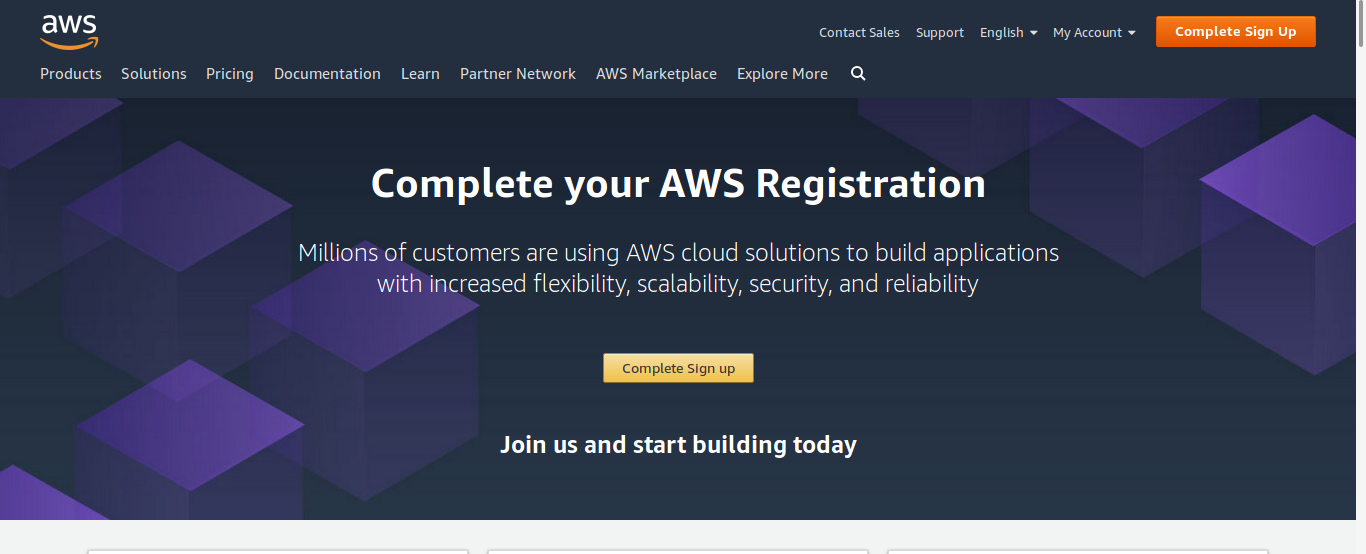 aws
Contact Sales Support English My Account Complete Sign Up
Products Solutions Pricing Documentation Learn Partner Network AWS Marketplace Explore More
Complete your AWS Registration
Millions of customers are using AWS cloud solutions to build applications
with increased flexibility, scalability, security, and reliability
Complete Sign up
Join us and start building today